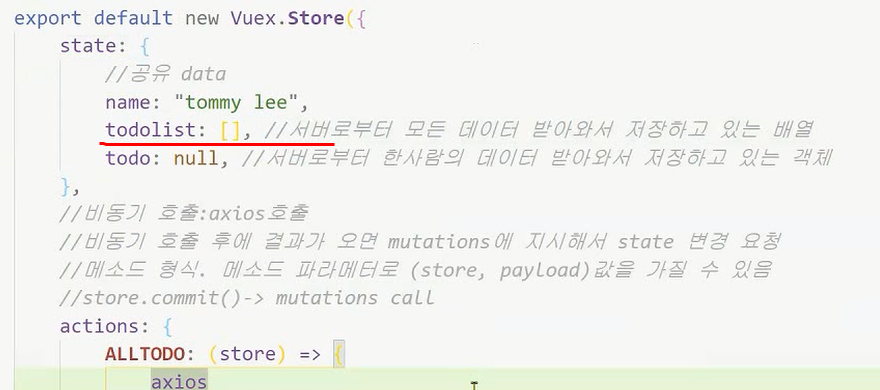 export default new Vuex.Store({
state: {
//공유 data
name: "tommy lee",
todolist: [], //서버로부터 모든 데이터 받아와서 저장하고 있는 배열
todo: null, //서버로부터 한사람의 데이터 받아와서 저장하고 있는 객체
},
//비동기 호출:axios호출
//비동기 호출 후에 결과가 오면 mutations에 지시해서 state 변경 요청
//메소드 형식. 메소드 파라메터로 (store, payload)값을 가질 수 있음
//store.commit()-> mutations call
actions: {
ALLTODO: (store) => {
axios